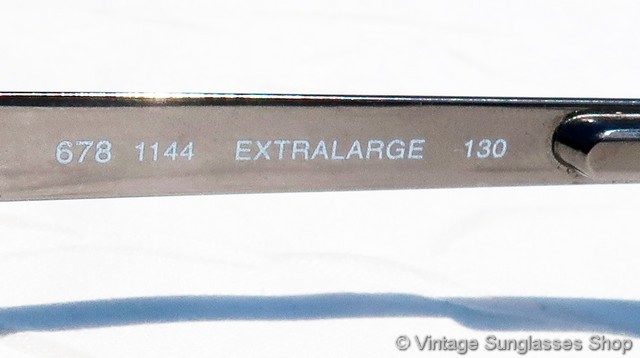 678 1144 EXTRALARGE 130
© Vintage Sunglasses Shop